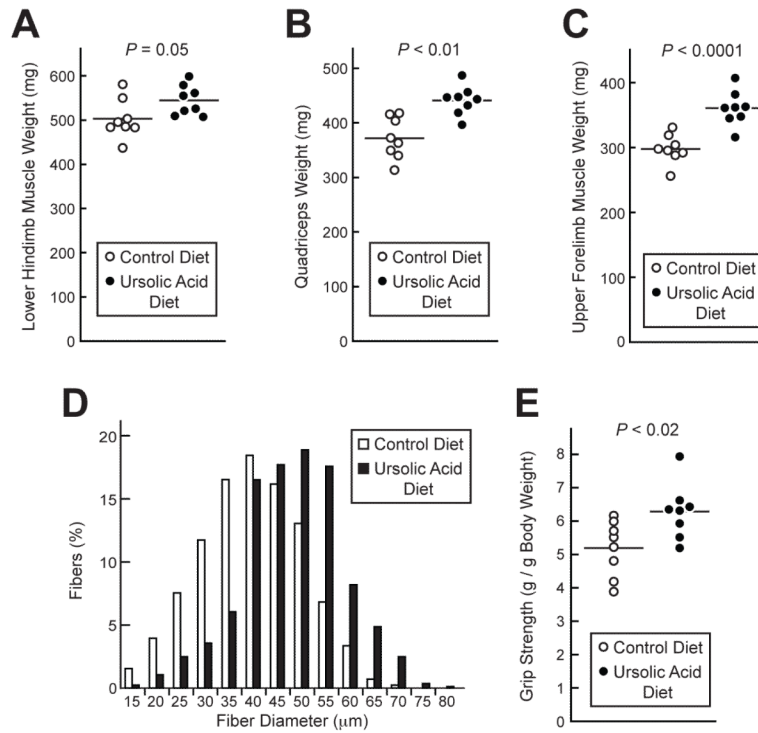 A
P = 0.05
Lower Hindimb Muscle Weight (mg)
600
500
400
300
200
100
0
Control Diet
Ursolic Acid
Diet
B
P < 0.01
Quadriceps Weight (mg)
500
400
300
200
100
0
Control Diet
Ursolic Acid
Diet
C
P < 0.0001
Upper Forelimb Muscle Weight (mg)
400
300
200
100
0
Control Diet
Ursolic Acid
Diet
D
Fibers (%)
20
15
10
5
0
Control Diet
Ursolic Acid
Diet
15 20 25 30 35 40 45 50 55 60 65 70 75 80
Fiber Diameter (μm)
E
P < 0.02
Grip Strength (g / g Body Weight)
8
7
6
5
4
3
2
1
0
Control Diet
Ursolic Acid
Diet